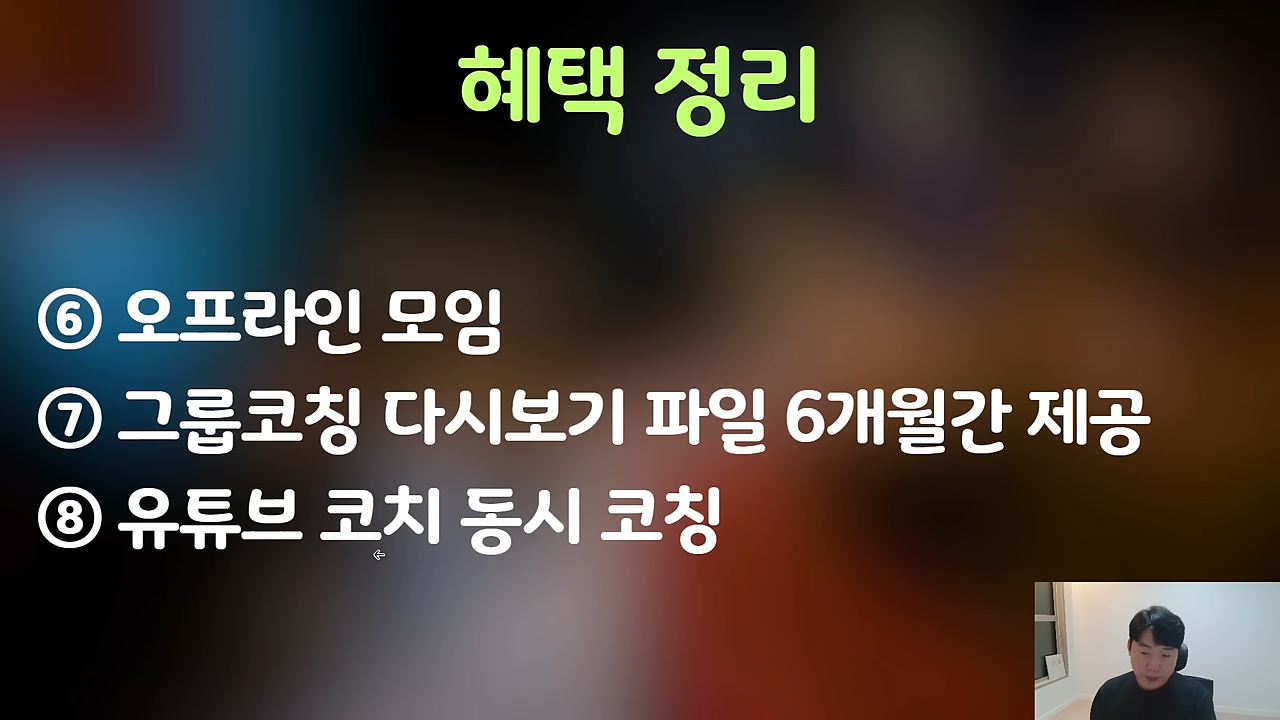 혜택 정리
⑥ 오프라인 모임
⑦ 그룹코칭 다시보기 파일 6개월간 제공
⑧ 유튜브 코치 동시 코칭